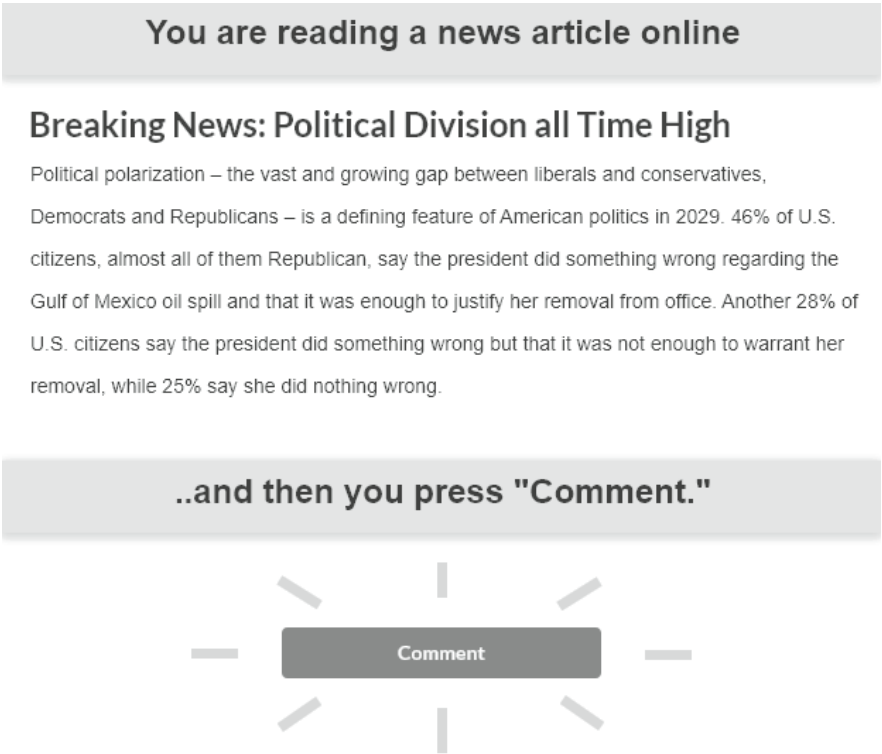 You are reading a news article online
Breaking News: Political Division all Time High
Political polarization – the vast and growing gap between liberals and conservatives,
Democrats and Republicans – is a defining feature of American politics in 2029. 46% of U.S.
citizens, almost all of them Republican, say the president did something wrong regarding the
Gulf of Mexico oil spill and that it was enough to justify her removal from office. Another 28% of
U.S. citizens say the president did something wrong but that it was not enough to warrant her
removal, while 25% say she did nothing wrong.
..and then you press "Comment."
Comment